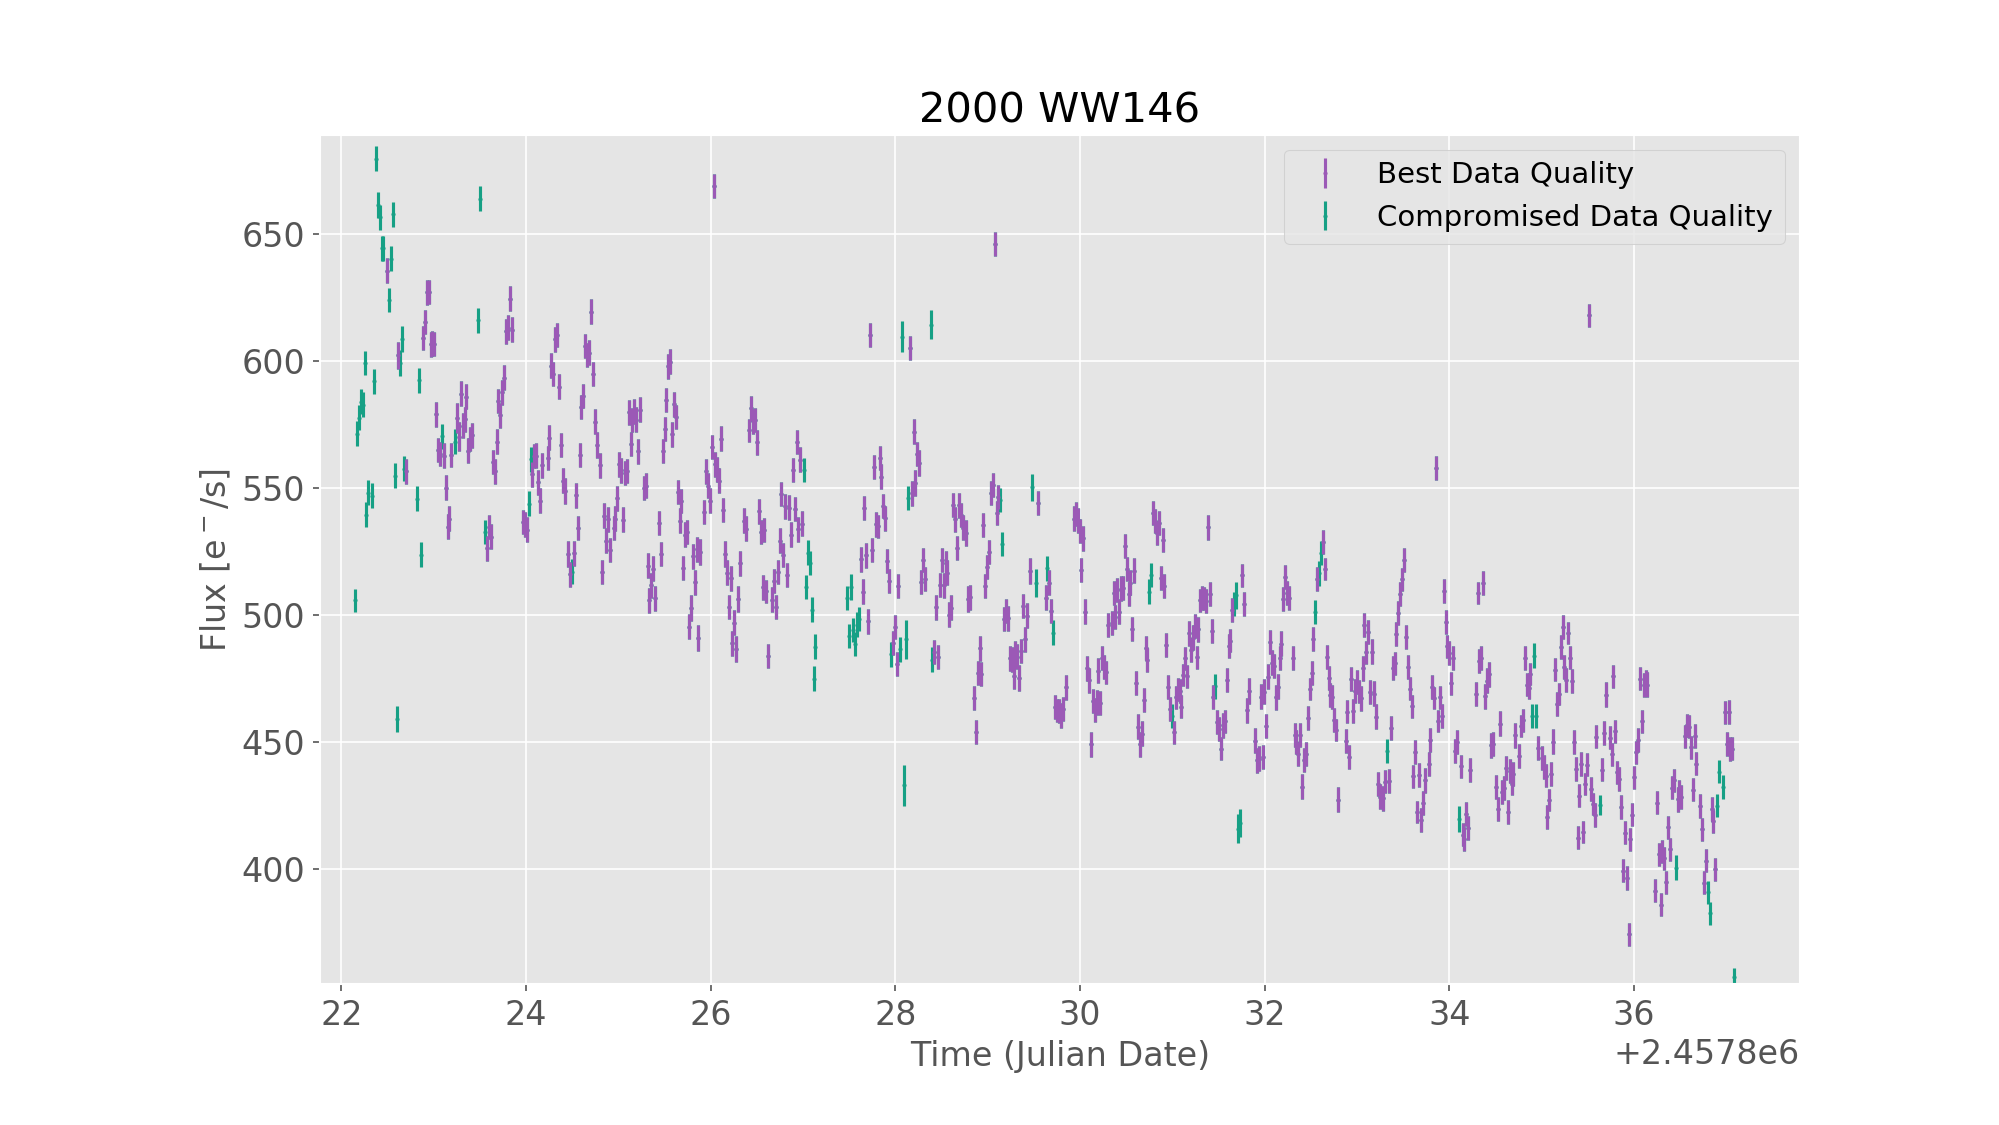 2000 WW146
Best Data Quality
Compromised Data Quality
650
600
550
500
450
400
Flux [e⁻/s]
22 24 26 28 30 32 34 36
Time (Julian Date)
+2.4578e6